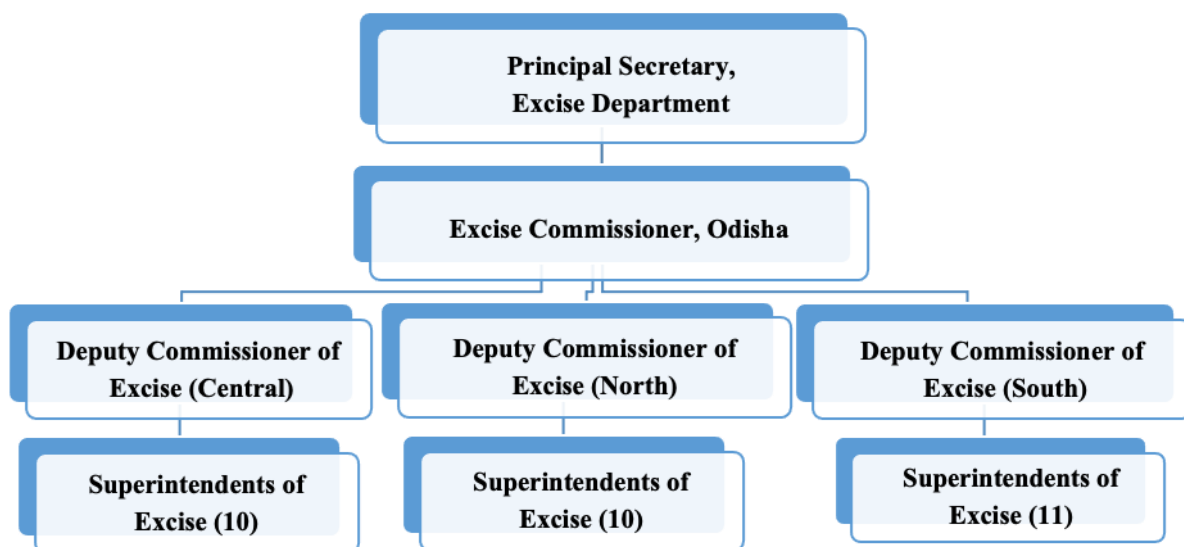 Principal Secretary,
Excise Department
Excise Commissioner, Odisha
Deputy Commissioner of
Excise (Central)
Deputy Commissioner of
Excise (North)
Deputy Commissioner of
Excise (South)
Superintendents of
Excise (10)
Superintendents of
Excise (10)
Superintendents of
Excise (11)